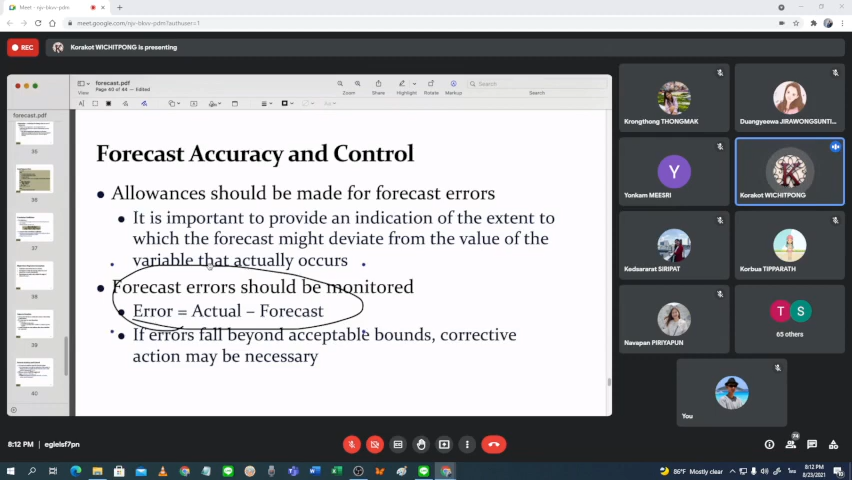 Meet - njv-bkvv-pdm
meet.google.com/njv-bkvv-pdm?authuser=1
REC
Korakot WICHITPONG is presenting
forecast.pdf
Page 40 of 44 — Edited
View
Zoom
Share
Highlight
Rotate
Markup
Search
Search
forecast.pdf
35
36
37
38
39
40
Forecast Accuracy and Control
• Allowances should be made for forecast errors
• It is important to provide an indication of the extent to
which the forecast might deviate from the value of the
variable that actually occurs
• Forecast errors should be monitored
• Error = Actual – Forecast
• If errors fall beyond acceptable bounds, corrective
action may be necessary
Krongthong THONGMAK
Duangyeewa JIRAWONGSUNTI...
Y
Yonkam MEESRI
Korakot WICHITPONG
Kedsararat SIRIPAT
Korbua TIPPARATH
Navapan PIRIYAPUN
T S
65 others
You
8:12 PM
eglelsf7pn
74
86°F Mostly clear
8:12 PM
8/23/2021